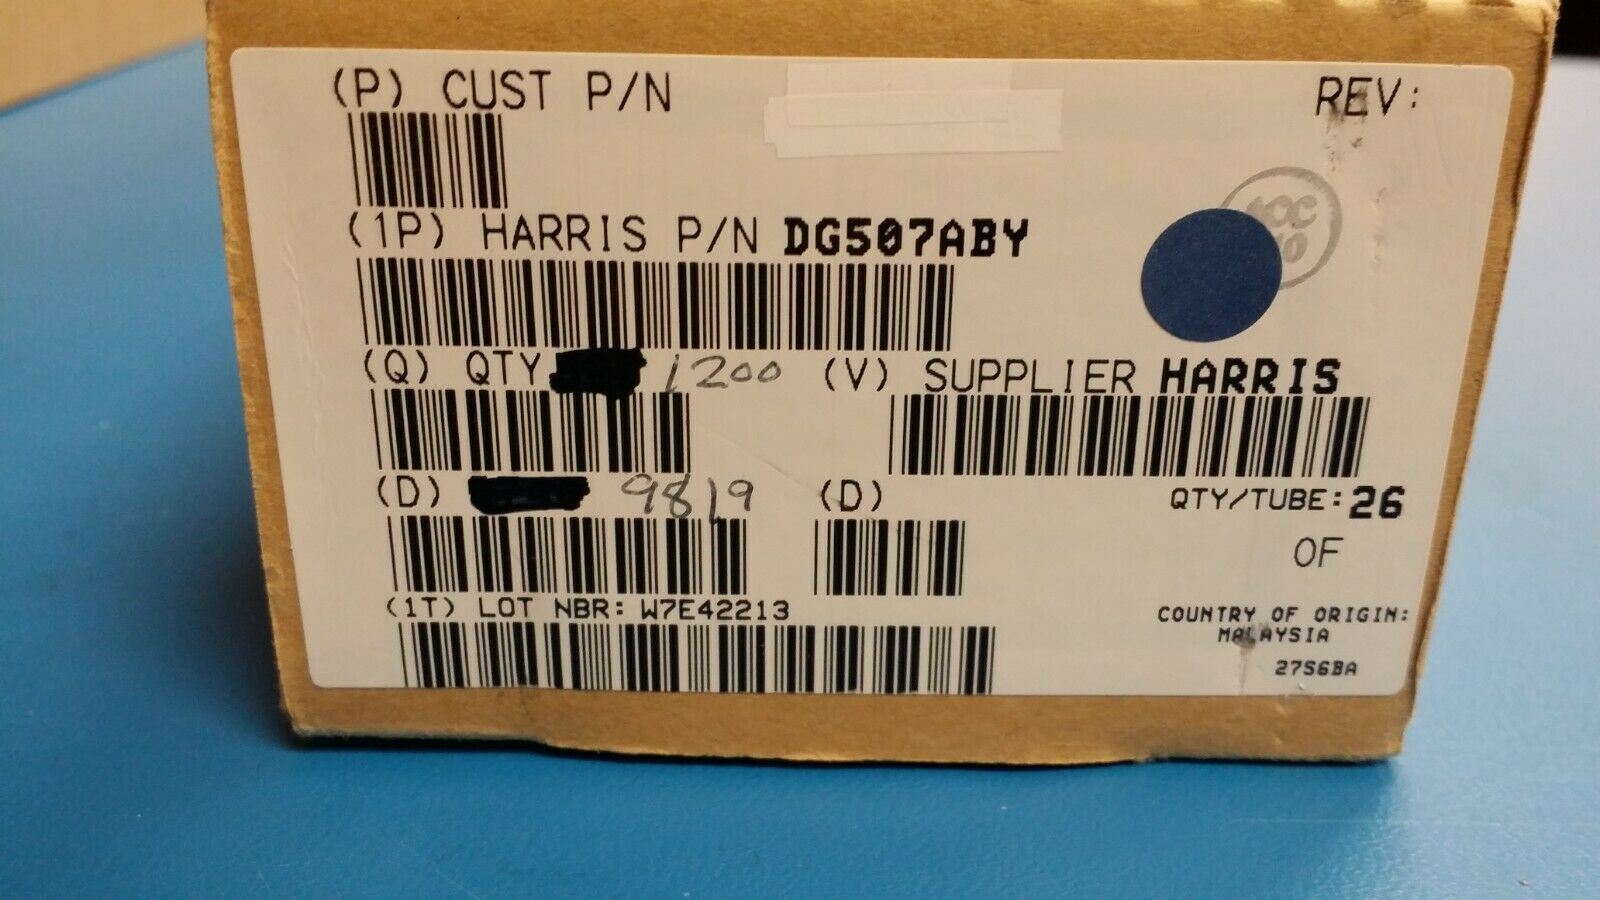 (P) CUST P/N
REV:
(1P) HARRIS P/N DG507ABY
(Q) QTY 1200
(V) SUPPLIER HARRIS
(D) 9819
(D)
QTY/TUBE: 26
OF
(1T) LOT NBR: W7E42213
COUNTRY OF ORIGIN:
MALAYSIA
27S6BA